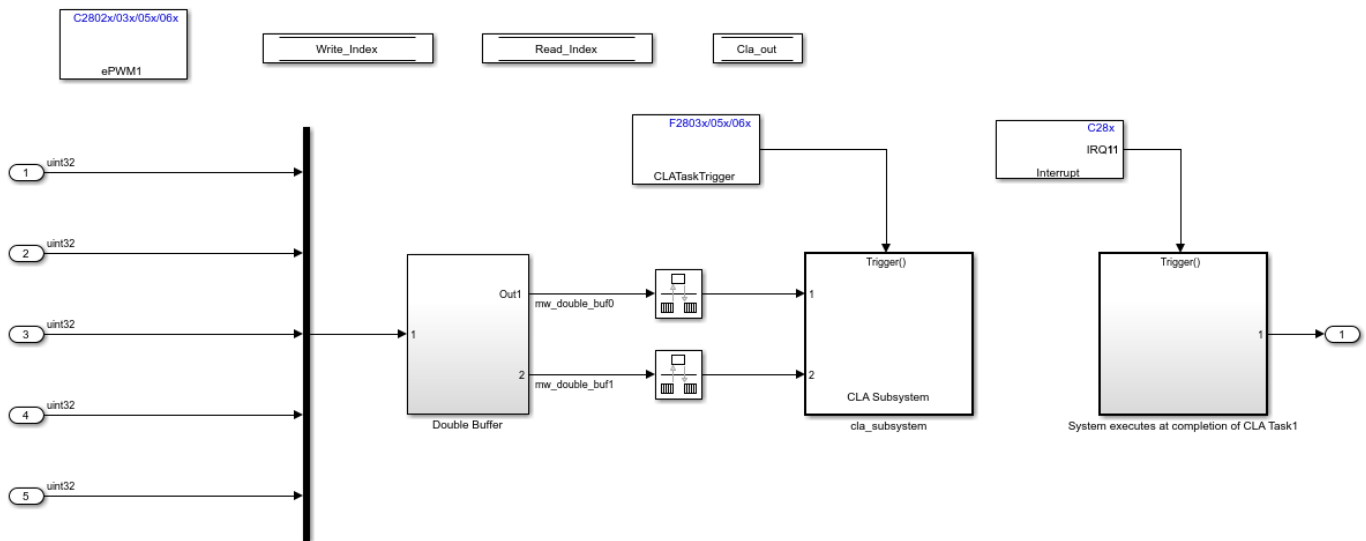 C2802x/03x/05x/06x
ePWM1
Write_Index
Read_Index
Cla_out
F2803x/05x/06x
CLATaskTrigger
C28x
IRQ11
Interrupt
1
uint32
2
uint32
3
uint32
4
uint32
5
uint32
1
Out1
2
Double Buffer
mw_double_buf0
mw_double_buf1
Trigger()
1
2
CLA Subsystem
cla_subsystem
Trigger()
1
System executes at completion of CLA Task1
1